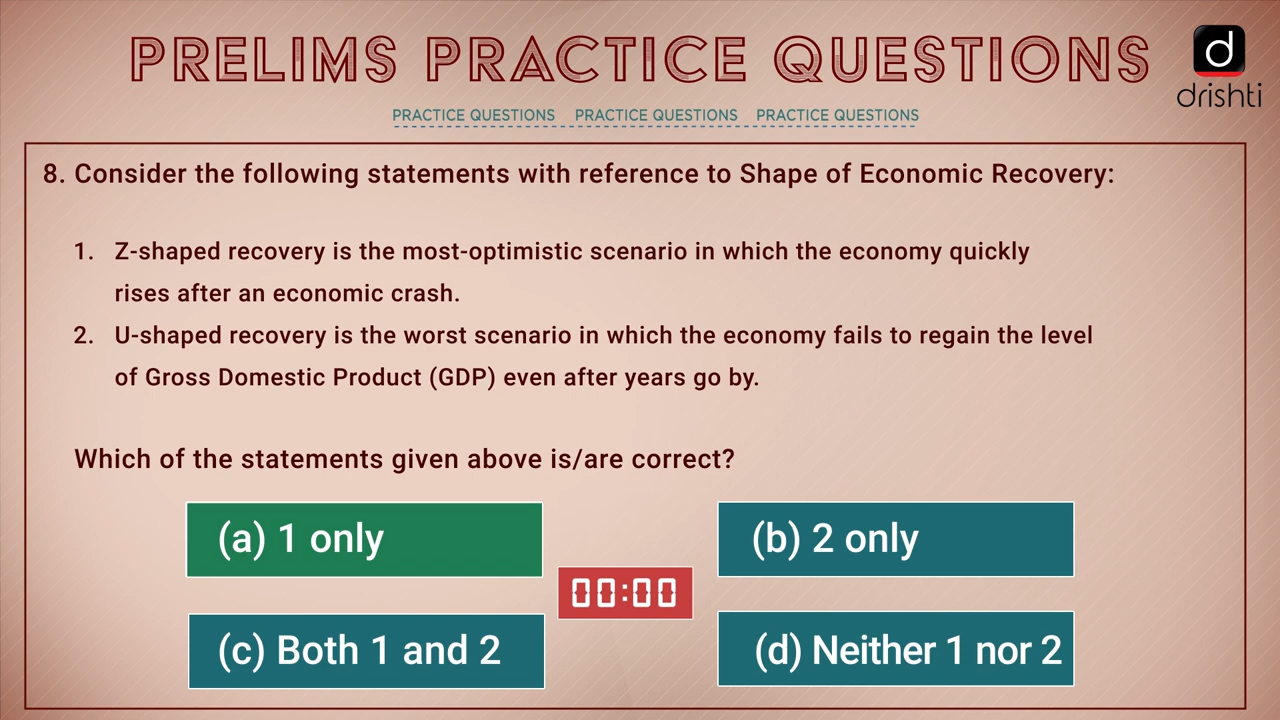 PRELIMS PRACTICE QUESTIONS
drishti
PRACTICE QUESTIONS PRACTICE QUESTIONS PRACTICE QUESTIONS
8. Consider the following statements with reference to Shape of Economic Recovery:
1. Z-shaped recovery is the most-optimistic scenario in which the economy quickly
rises after an economic crash.
2. U-shaped recovery is the worst scenario in which the economy fails to regain the level
of Gross Domestic Product (GDP) even after years go by.
Which of the statements given above is/are correct?
(a) 1 only
(b) 2 only
00:00
(c) Both 1 and 2
(d) Neither 1 nor 2